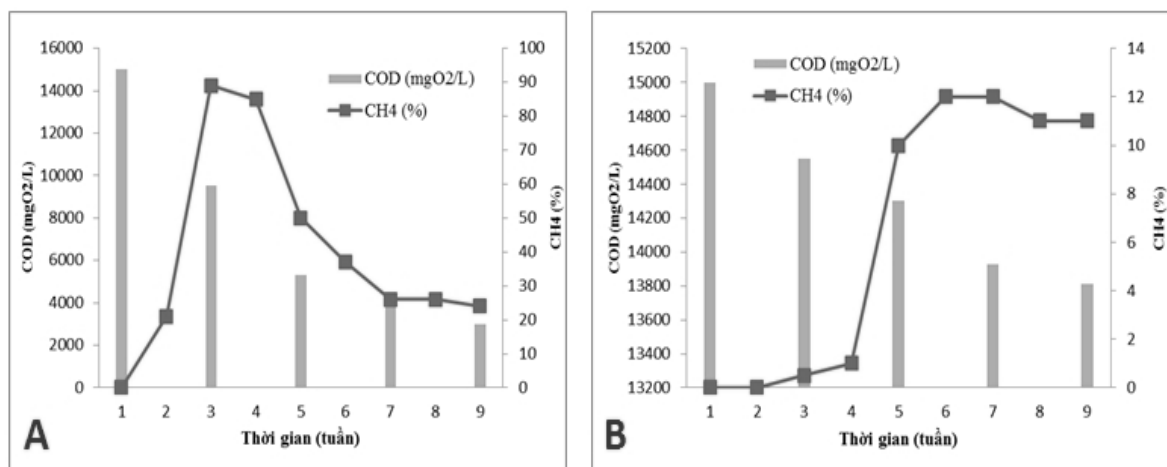 16000
14000
12000
10000
8000
6000
4000
2000
0
COD (mgO2/L)
100
90
80
70
60
50
40
30
20
10
0
CH4 (%)
COD (mgO2/L)
CH4 (%)
1 2 3 4 5 6 7 8 9
Thời gian (tuần)
A
15200
15000
14800
14600
14400
14200
14000
13800
13600
13400
13200
COD (mgO2/L)
14
12
10
8
6
4
2
0
CH4 (%)
COD (mgO2/L)
CH4 (%)
1 2 3 4 5 6 7 8 9
Thời gian (tuần)
B